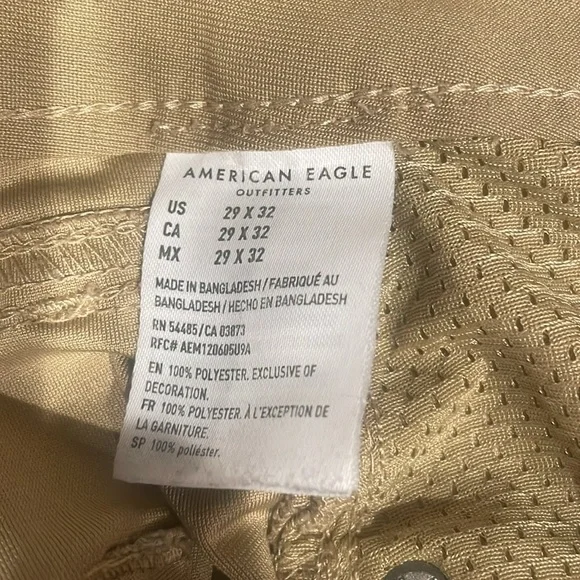 AMERICAN EAGLE
OUTFITTERS
US 29 X 32
CA 29 X 32
MX 29 X 32
MADE IN BANGLADESH/FABRIQUÉ AU
BANGLADESH/HECHO EN BANGLADESH
RN 54485/CA 03873
RFC# AEM120605U9A
EN 100% POLYESTER. EXCLUSIVE OF
DECORATION.
FR 100% POLYESTER. À L'EXCEPTION DE
LA GARNITURE.
SP 100% poliéster.